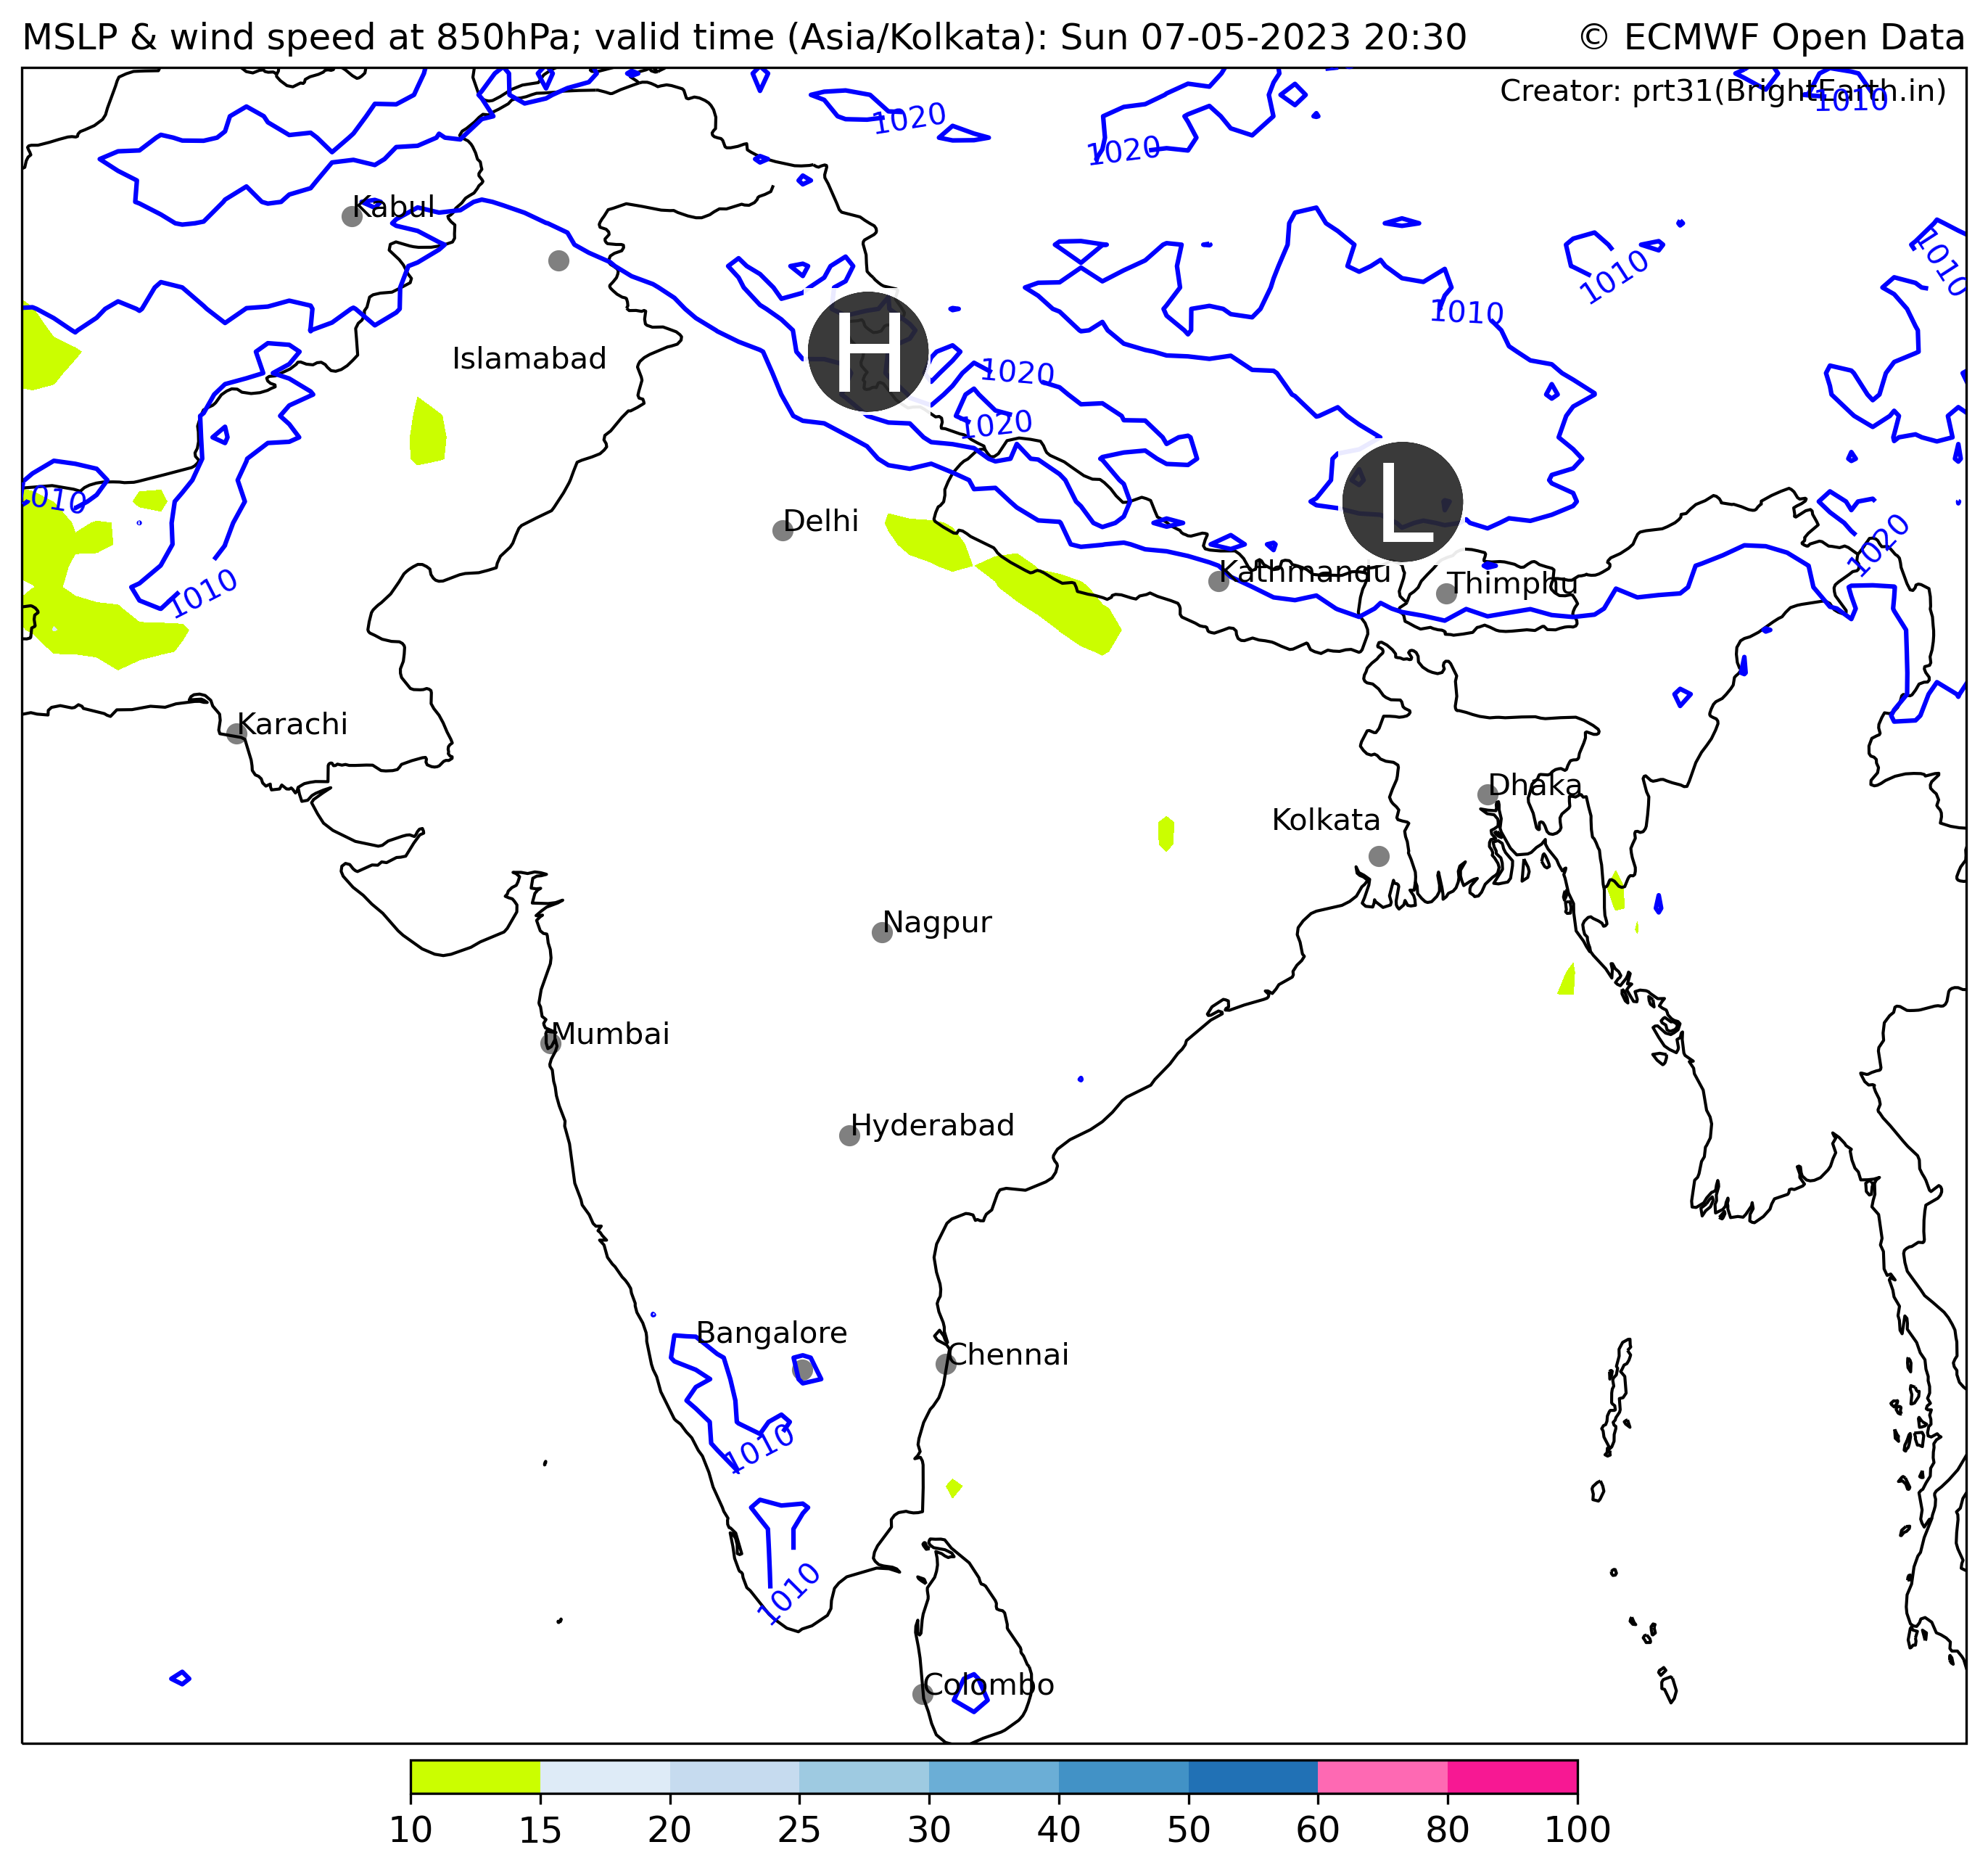 MSLP & wind speed at 850hPa; valid time (Asia/Kolkata): Sun 07-05-2023 20:30
© ECMWF Open Data
Creator: prt31(BrightEarth.in)
1010
1020
1020
Kabul
1010
1010
1010
Islamabad
H
1020
1020
L
010
Delhi
1020
1010
Kathmandu
Thimphu
Karachi
Dhaka
Kolkata
Nagpur
Mumbai
Hyderabad
Bangalore
Chennai
1010
1010
Colombo
10 15 20 25 30 40 50 60 80 100